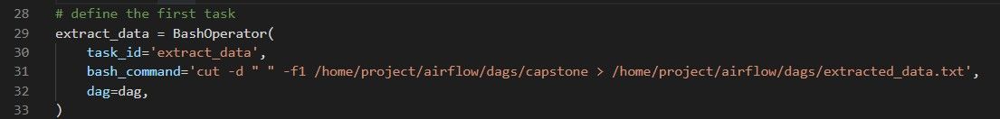 28 # define the first task
29 extract_data = BashOperator(
30     task_id='extract_data',
31     bash_command='cut -d " " -f1 /home/project/airflow/dags/capstone > /home/project/airflow/dags/extracted_data.txt',
32     dag=dag,
33 )